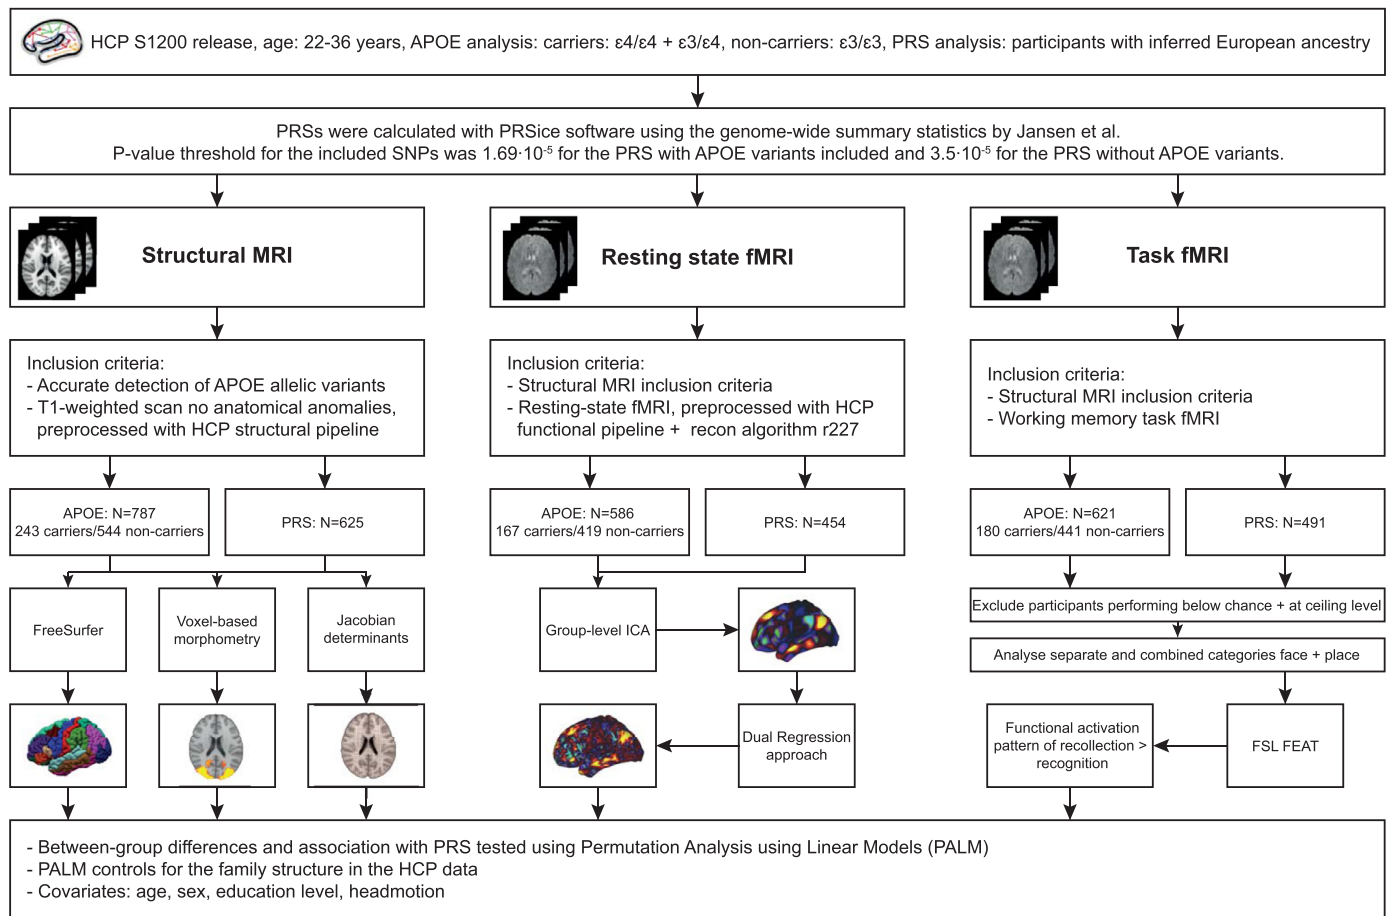 HCP S1200 release, age: 22-36 years, APOE analysis: carriers: ε4/ε4 + ε3/ε4, non-carriers: ε3/ε3, PRS analysis: participants with inferred European ancestry
PRSs were calculated with PRSice software using the genome-wide summary statistics by Jansen et al.
P-value threshold for the included SNPs was 1.69·10⁻⁵ for the PRS with APOE variants included and 3.5·10⁻⁵ for the PRS without APOE variants.
Structural MRI
Inclusion criteria:
- Accurate detection of APOE allelic variants
- T1-weighted scan no anatomical anomalies,
preprocessed with HCP structural pipeline
APOE: N=787
243 carriers/544 non-carriers
PRS: N=625
FreeSurfer
Voxel-based
morphometry
Jacobian
determinants
Resting state fMRI
Inclusion criteria:
- Structural MRI inclusion criteria
- Resting-state fMRI, preprocessed with HCP
functional pipeline + recon algorithm r227
APOE: N=586
167 carriers/419 non-carriers
PRS: N=454
Group-level ICA
Dual Regression
approach
Task fMRI
Inclusion criteria:
- Structural MRI inclusion criteria
- Working memory task fMRI
APOE: N=621
180 carriers/441 non-carriers
PRS: N=491
Exclude participants performing below chance + at ceiling level
Analyse separate and combined categories face + place
FSL FEAT
Functional activation
pattern of recollection >
recognition
- Between-group differences and association with PRS tested using Permutation Analysis using Linear Models (PALM)
- PALM controls for the family structure in the HCP data
- Covariates: age, sex, education level, headmotion